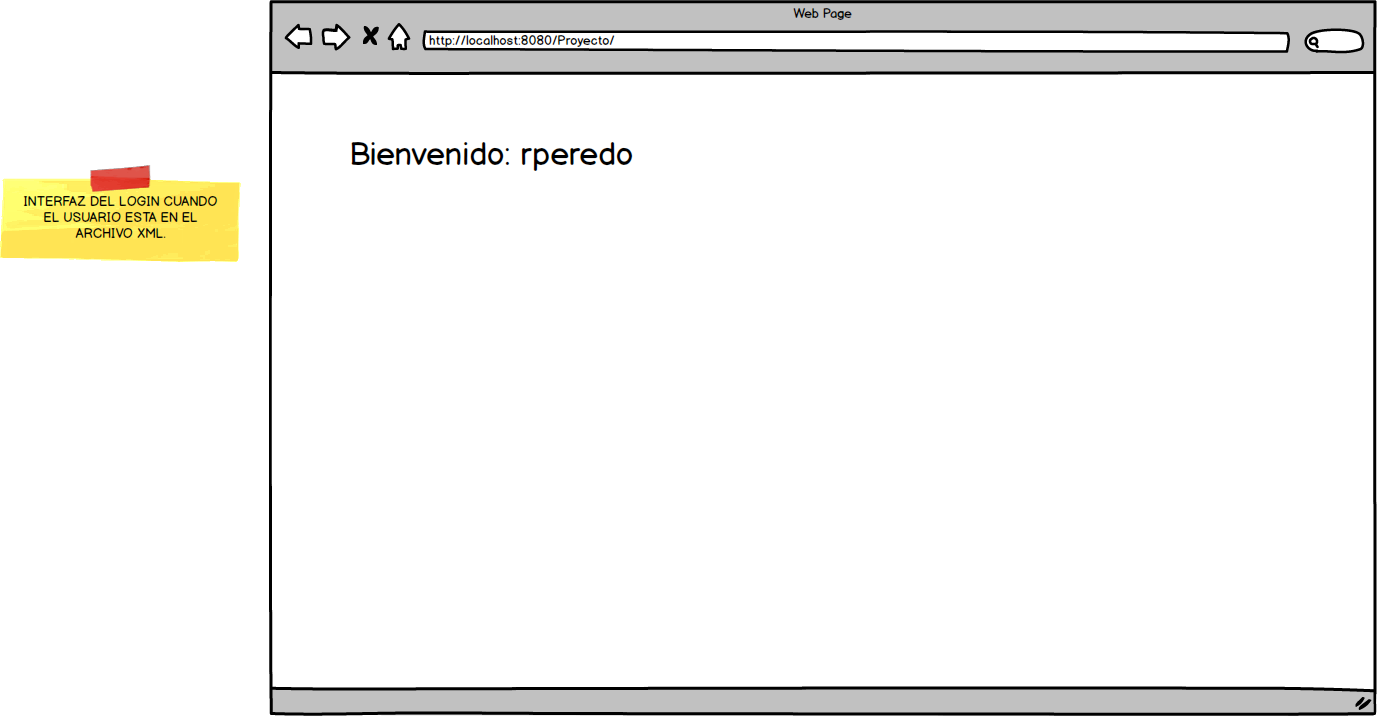 Web Page
http://localhost:8080/Proyecto/
Bienvenido: rperedo
INTERFAZ DEL LOGIN CUANDO
EL USUARIO ESTA EN EL
ARCHIVO XML.